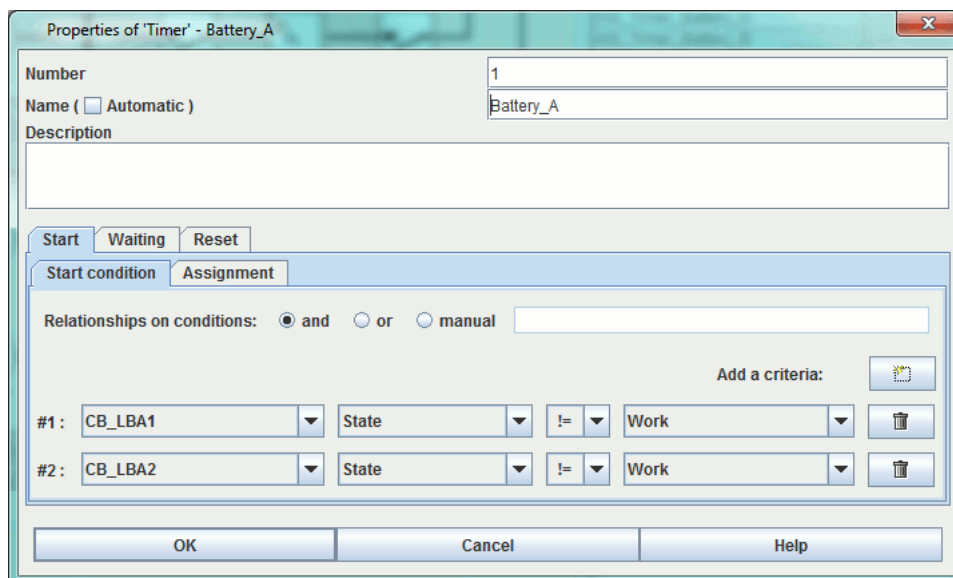 Properties of 'Timer' - Battery_A
Number 1
Name ( Automatic ) Battery_A
Description
Start Waiting Reset
Start condition Assignment
Relationships on conditions: and or manual
Add a criteria:
#1 : CB_LBA1 State != Work
#2 : CB_LBA2 State != Work
OK Cancel Help